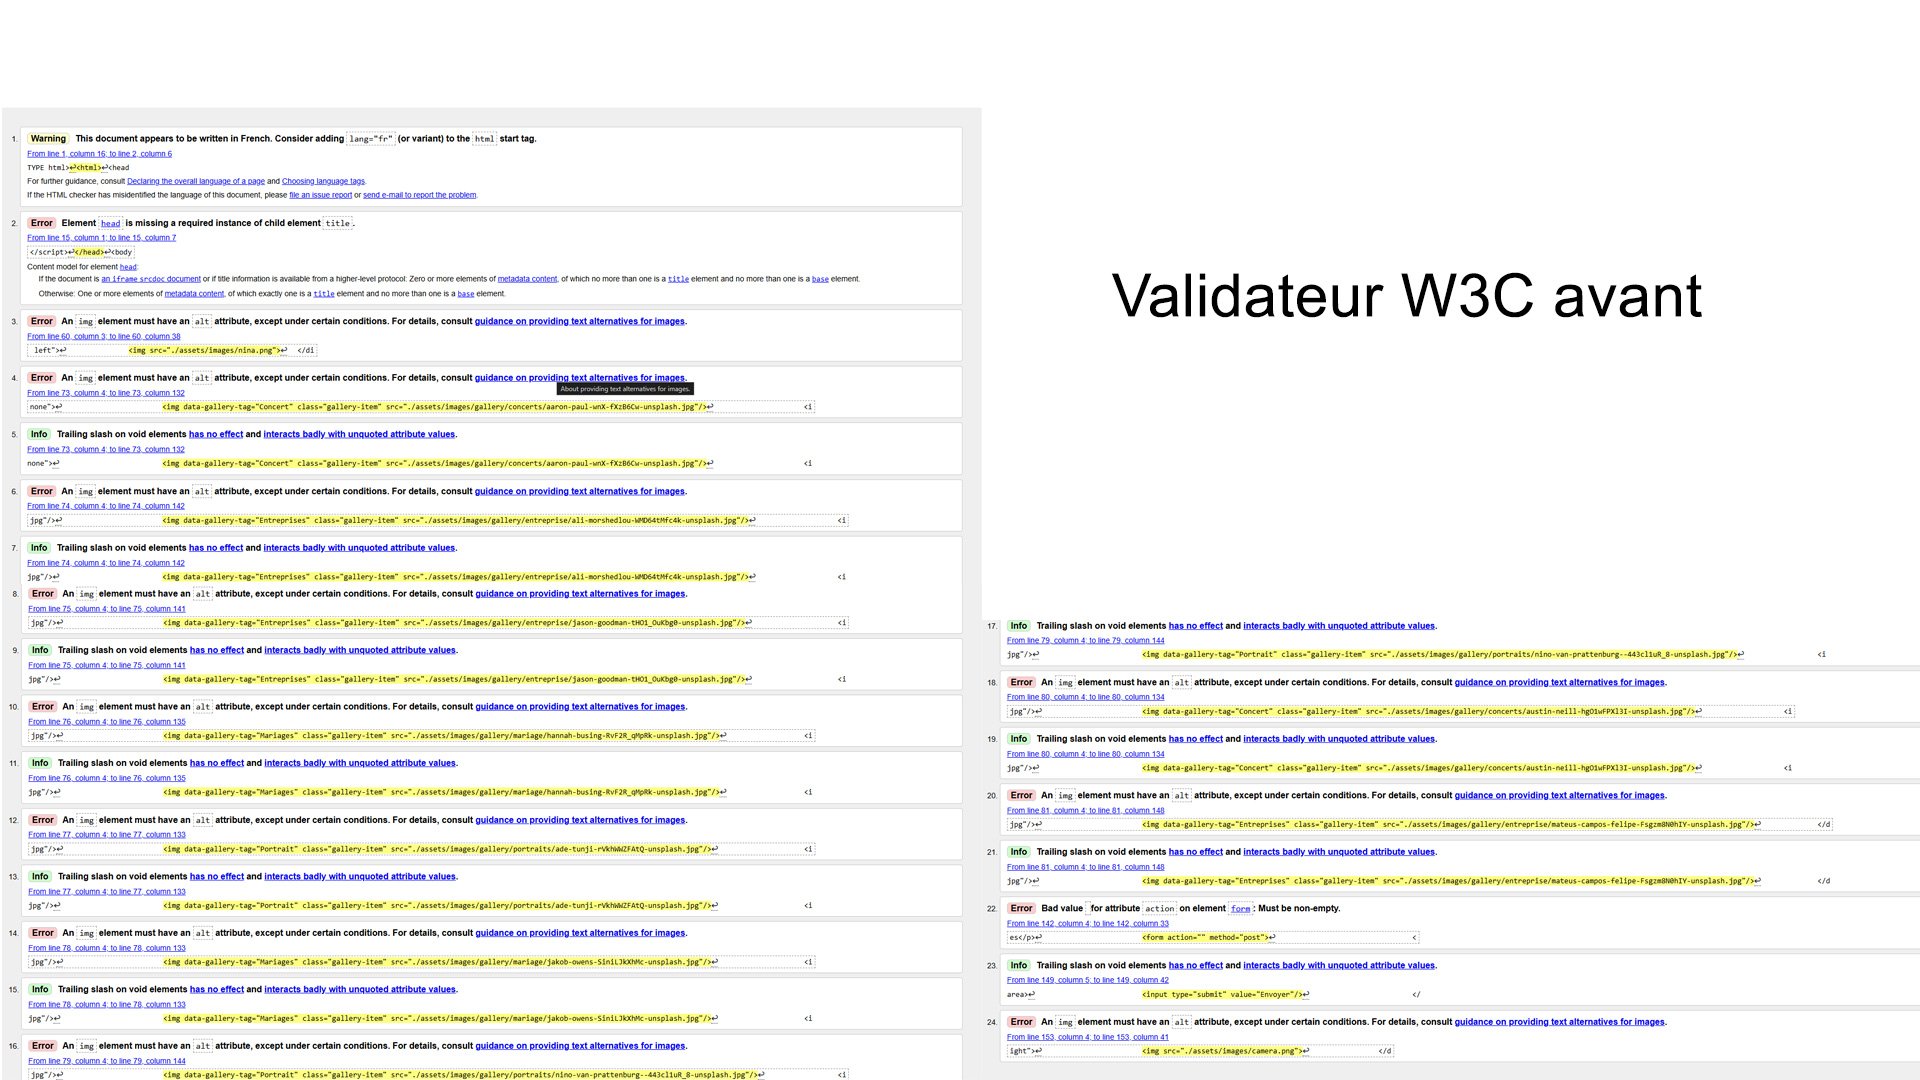 Validateur W3C avant
1. Warning This document appears to be written in French. Consider adding lang="fr" (or variant) to the html start tag.
From line 1, column 16; to line 2, column 6
TYPE html>↩<html>↩<head
For further guidance, consult Declaring the overall language of a page and Choosing language tags.
If the HTML checker has misidentified the language of this document, please file an issue report or send e-mail to report the problem.
2. Error Element head is missing a required instance of child element title.
From line 15, column 1; to line 15, column 7
</script>↩</head>↩<body
Content model for element head:
If the document is an iframe srcdoc document or if title information is available from a higher-level protocol: Zero or more elements of metadata content, of which no more than one is a title element and no more than one is a base element.
Otherwise: One or more elements of metadata content, of which exactly one is a title element and no more than one is a base element.
3. Error An img element must have an alt attribute, except under certain conditions. For details, consult guidance on providing text alternatives for images.
From line 60, column 3; to line 60, column 38
left">↩ <img src="./assets/images/nina.png">↩ </di
4. Error An img element must have an alt attribute, except under certain conditions. For details, consult guidance on providing text alternatives for images.
About providing text alternatives for images.
From line 73, column 4; to line 73, column 132
none">↩ <img data-gallery-tag="Concert" class="gallery-item" src="./assets/images/gallery/concerts/aaron-paul-wnX-fXzB6Cw-unsplash.jpg"/>↩ <i
5. Info Trailing slash on void elements has no effect and interacts badly with unquoted attribute values.
From line 73, column 4; to line 73, column 132
none">↩ <img data-gallery-tag="Concert" class="gallery-item" src="./assets/images/gallery/concerts/aaron-paul-wnX-fXzB6Cw-unsplash.jpg"/>↩ <i
6. Error An img element must have an alt attribute, except under certain conditions. For details, consult guidance on providing text alternatives for images.
From line 74, column 4; to line 74, column 142
jpg"/>↩ <img data-gallery-tag="Entreprises" class="gallery-item" src="./assets/images/gallery/entreprise/ali-morshedlou-WMD64tMfc4k-unsplash.jpg"/>↩ <i
7. Info Trailing slash on void elements has no effect and interacts badly with unquoted attribute values.
From line 74, column 4; to line 74, column 142
jpg"/>↩ <img data-gallery-tag="Entreprises" class="gallery-item" src="./assets/images/gallery/entreprise/ali-morshedlou-WMD64tMfc4k-unsplash.jpg"/>↩ <i
8. Error An img element must have an alt attribute, except under certain conditions. For details, consult guidance on providing text alternatives for images.
From line 75, column 4; to line 75, column 141
jpg"/>↩ <img data-gallery-tag="Entreprises" class="gallery-item" src="./assets/images/gallery/entreprise/jason-goodman-tHO1_OuKbg0-unsplash.jpg"/>↩ <i
9. Info Trailing slash on void elements has no effect and interacts badly with unquoted attribute values.
From line 75, column 4; to line 75, column 141
jpg"/>↩ <img data-gallery-tag="Entreprises" class="gallery-item" src="./assets/images/gallery/entreprise/jason-goodman-tHO1_OuKbg0-unsplash.jpg"/>↩ <i
10. Error An img element must have an alt attribute, except under certain conditions. For details, consult guidance on providing text alternatives for images.
From line 76, column 4; to line 76, column 135
jpg"/>↩ <img data-gallery-tag="Mariages" class="gallery-item" src="./assets/images/gallery/mariage/hannah-busing-RvF2R_qMpRk-unsplash.jpg"/>↩ <i
11. Info Trailing slash on void elements has no effect and interacts badly with unquoted attribute values.
From line 76, column 4; to line 76, column 135
jpg"/>↩ <img data-gallery-tag="Mariages" class="gallery-item" src="./assets/images/gallery/mariage/hannah-busing-RvF2R_qMpRk-unsplash.jpg"/>↩ <i
12. Error An img element must have an alt attribute, except under certain conditions. For details, consult guidance on providing text alternatives for images.
From line 77, column 4; to line 77, column 133
jpg"/>↩ <img data-gallery-tag="Portrait" class="gallery-item" src="./assets/images/gallery/portraits/ade-tunji-rVkhWWZFAtQ-unsplash.jpg"/>↩ <i
13. Info Trailing slash on void elements has no effect and interacts badly with unquoted attribute values.
From line 77, column 4; to line 77, column 133
jpg"/>↩ <img data-gallery-tag="Portrait" class="gallery-item" src="./assets/images/gallery/portraits/ade-tunji-rVkhWWZFAtQ-unsplash.jpg"/>↩ <i
14. Error An img element must have an alt attribute, except under certain conditions. For details, consult guidance on providing text alternatives for images.
From line 78, column 4; to line 78, column 133
jpg"/>↩ <img data-gallery-tag="Mariages" class="gallery-item" src="./assets/images/gallery/mariage/jakob-owens-SiniLJkXhMc-unsplash.jpg"/>↩ <i
15. Info Trailing slash on void elements has no effect and interacts badly with unquoted attribute values.
From line 78, column 4; to line 78, column 133
jpg"/>↩ <img data-gallery-tag="Mariages" class="gallery-item" src="./assets/images/gallery/mariage/jakob-owens-SiniLJkXhMc-unsplash.jpg"/>↩ <i
16. Error An img element must have an alt attribute, except under certain conditions. For details, consult guidance on providing text alternatives for images.
From line 79, column 4; to line 79, column 144
jpg"/>↩ <img data-gallery-tag="Portrait" class="gallery-item" src="./assets/images/gallery/portraits/nino-van-prattenburg--443cl1uR_8-unsplash.jpg"/>↩ <i
17. Info Trailing slash on void elements has no effect and interacts badly with unquoted attribute values.
From line 79, column 4; to line 79, column 144
jpg"/>↩ <img data-gallery-tag="Portrait" class="gallery-item" src="./assets/images/gallery/portraits/nino-van-prattenburg--443cl1uR_8-unsplash.jpg"/>↩ <i
18. Error An img element must have an alt attribute, except under certain conditions. For details, consult guidance on providing text alternatives for images.
From line 80, column 4; to line 80, column 134
jpg"/>↩ <img data-gallery-tag="Concert" class="gallery-item" src="./assets/images/gallery/concerts/austin-neill-hgO1wFPXl3I-unsplash.jpg"/>↩ <i
19. Info Trailing slash on void elements has no effect and interacts badly with unquoted attribute values.
From line 80, column 4; to line 80, column 134
jpg"/>↩ <img data-gallery-tag="Concert" class="gallery-item" src="./assets/images/gallery/concerts/austin-neill-hgO1wFPXl3I-unsplash.jpg"/>↩ <i
20. Error An img element must have an alt attribute, except under certain conditions. For details, consult guidance on providing text alternatives for images.
From line 81, column 4; to line 81, column 148
jpg"/>↩ <img data-gallery-tag="Entreprises" class="gallery-item" src="./assets/images/gallery/entreprise/mateus-campos-felipe-Fsgzm8N0hIY-unsplash.jpg"/>↩ </d
21. Info Trailing slash on void elements has no effect and interacts badly with unquoted attribute values.
From line 81, column 4; to line 81, column 148
jpg"/>↩ <img data-gallery-tag="Entreprises" class="gallery-item" src="./assets/images/gallery/entreprise/mateus-campos-felipe-Fsgzm8N0hIY-unsplash.jpg"/>↩ </d
22. Error Bad value for attribute action on element form: Must be non-empty.
From line 142, column 4; to line 142, column 33
es</p>↩ <form action="" method="post">↩ <
23. Info Trailing slash on void elements has no effect and interacts badly with unquoted attribute values.
From line 149, column 5; to line 149, column 42
area>↩ <input type="submit" value="Envoyer"/>↩ </
24. Error An img element must have an alt attribute, except under certain conditions. For details, consult guidance on providing text alternatives for images.
From line 153, column 4; to line 153, column 41
ight">↩ <img src="./assets/images/camera.png">↩ </d